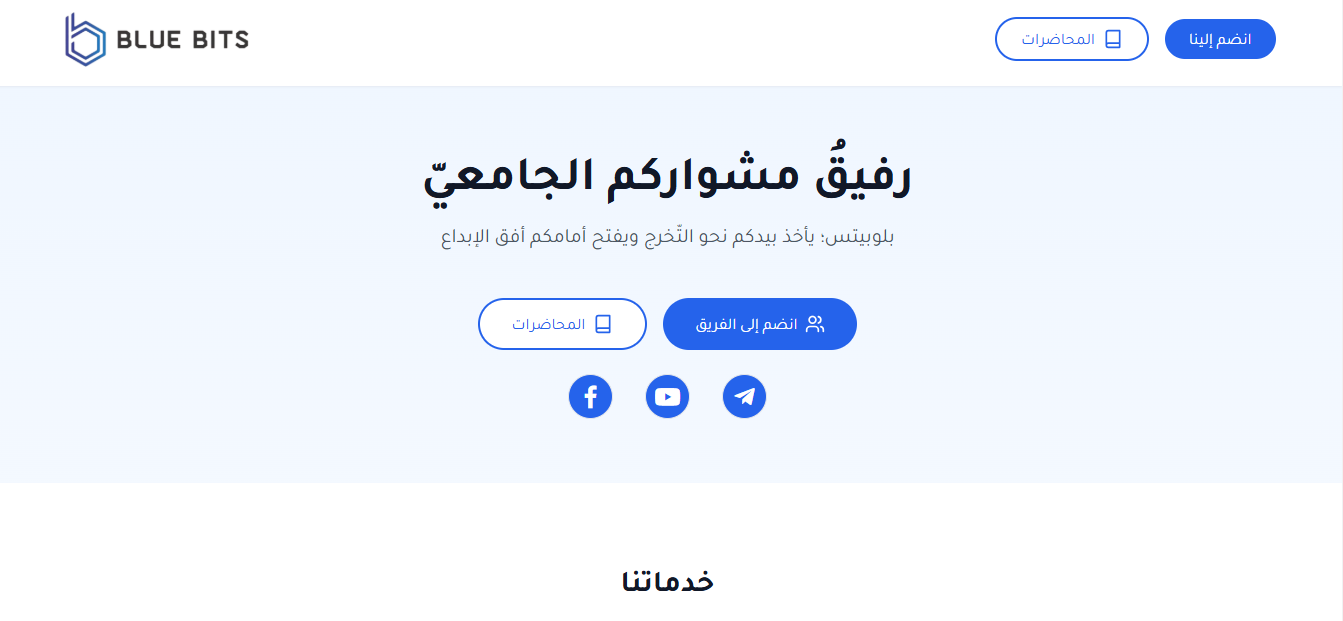 BLUE BITS
انضم إلينا
المحاضرات
رفيقُ مشواركم الجامعيّ
بلوبيتس؛ يأخذ بيدكم نحو التّخرج ويفتح أمامكم أفق الإبداع
انضم إلى الفريق
المحاضرات
خدماتنا